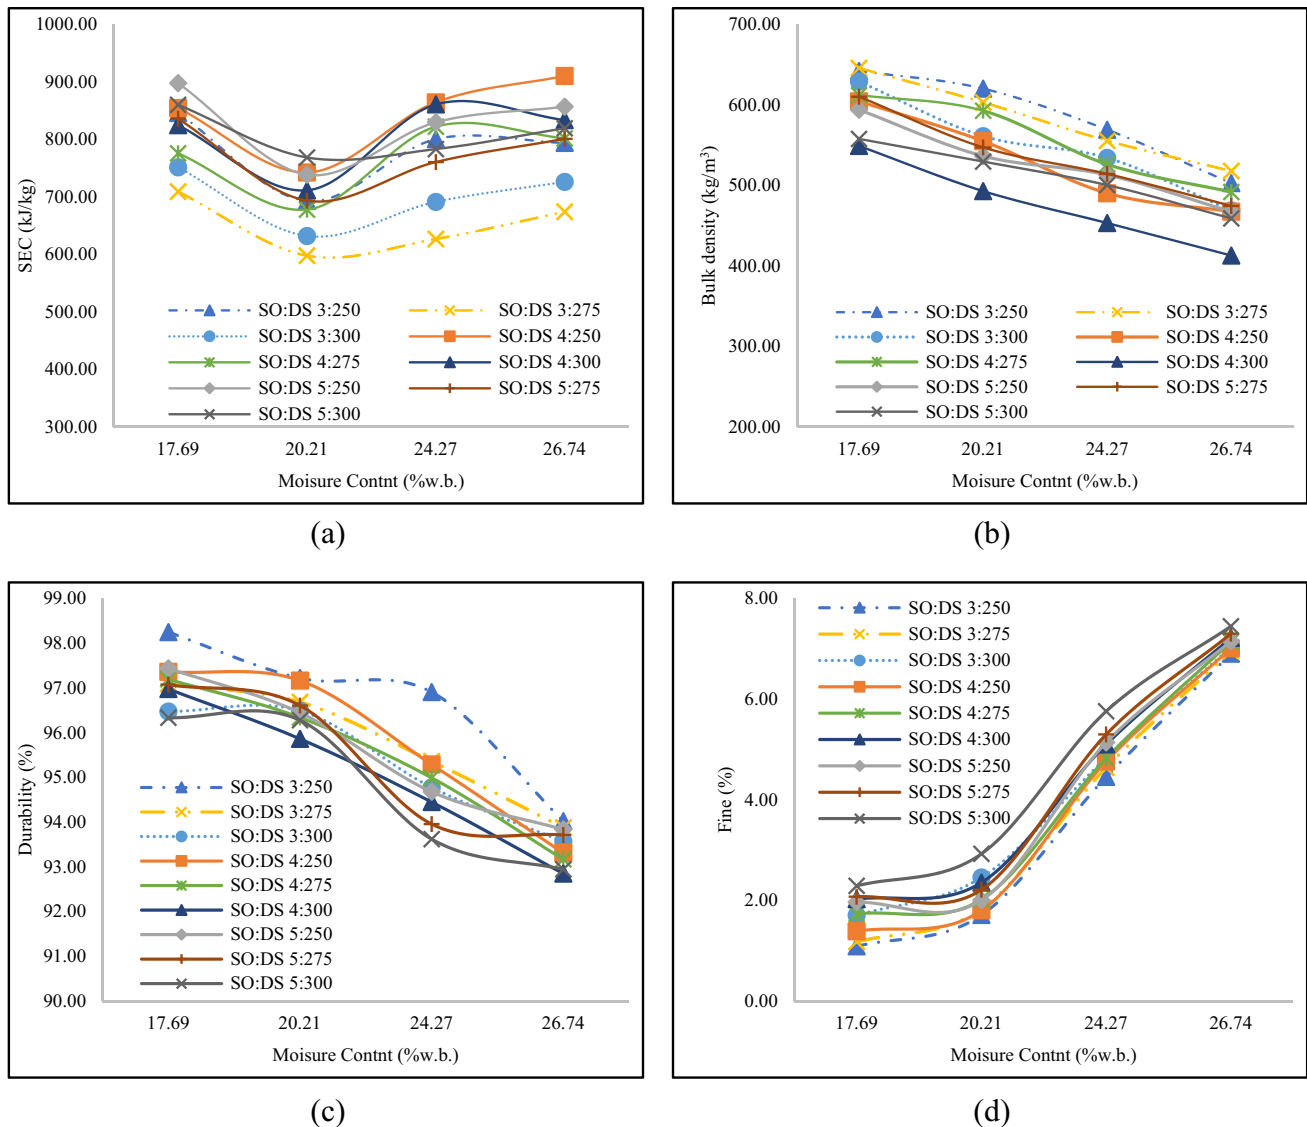 1000.00
900.00
800.00
700.00
600.00
500.00
400.00
300.00
SEC (kJ/kg)
SO:DS 3:250 SO:DS 3:275
SO:DS 3:300 SO:DS 4:250
SO:DS 4:275 SO:DS 4:300
SO:DS 5:250 SO:DS 5:275
SO:DS 5:300
17.69 20.21 24.27 26.74
Moisure Contnt (%w.b.)
(a)
700.00
600.00
500.00
400.00
300.00
200.00
Bulk density (kg/m³)
SO:DS 3:250 SO:DS 3:275
SO:DS 3:300 SO:DS 4:250
SO:DS 4:275 SO:DS 4:300
SO:DS 5:250 SO:DS 5:275
SO:DS 5:300
17.69 20.21 24.27 26.74
Moisure Contnt (%w.b.)
(b)
99.00
98.00
97.00
96.00
95.00
94.00
93.00
92.00
91.00
90.00
Durability (%)
SO:DS 3:250
SO:DS 3:275
SO:DS 3:300
SO:DS 4:250
SO:DS 4:275
SO:DS 4:300
SO:DS 5:250
SO:DS 5:275
SO:DS 5:300
17.69 20.21 24.27 26.74
Moisure Contnt (%w.b.)
(c)
8.00
6.00
4.00
2.00
0.00
Fine (%)
SO:DS 3:250
SO:DS 3:275
SO:DS 3:300
SO:DS 4:250
SO:DS 4:275
SO:DS 4:300
SO:DS 5:250
SO:DS 5:275
SO:DS 5:300
17.69 20.21 24.27 26.74
Moisure Contnt (%w.b.)
(d)